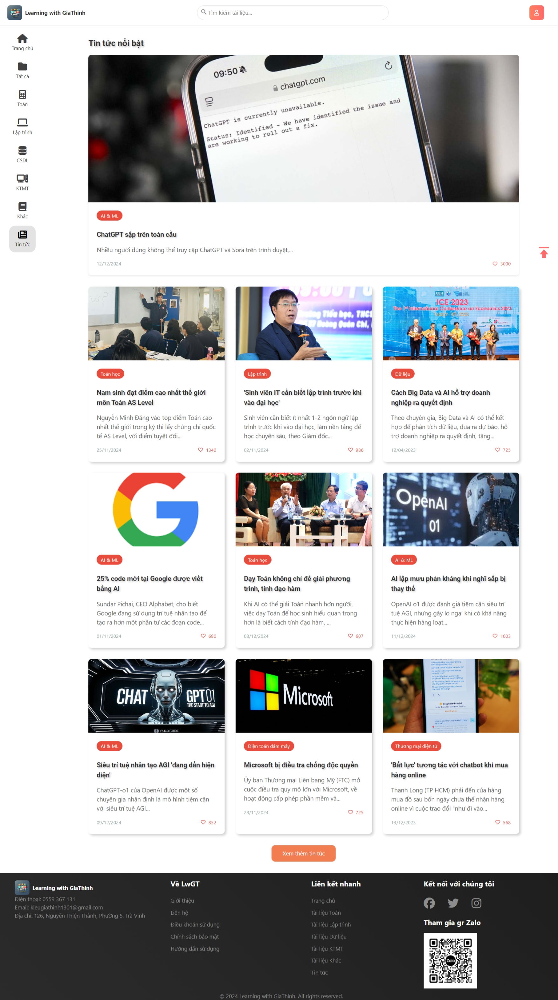 LWGT
Learning with GiaThinh
Tìm kiếm tài liệu...
Trang chủ
Tất cả
Toán
Lập trình
CSDL
KTMT
Khác
Tin tức
Tin tức nổi bật
09:50
chatgpt.com
ChatGPT is currently unavailable.
Status: Identified - We have identified the issue and
are working to roll out a fix.
AI & ML
ChatGPT sập trên toàn cầu
Nhiều người dùng không thể truy cập ChatGPT và Sora trên trình duyệt,...
12/12/2024
3000
W?
UEH
ICE 2023
The 1st International Conference on Economics 2023
March 18th, 2023
Toán học
Nam sinh đạt điểm cao nhất thế giới
môn Toán AS Level
Nguyễn Minh Đăng vào top điểm Toán cao
nhất thế giới trong kỳ thi lấy chứng chỉ quốc
tế AS Level, với điểm tuyệt đối...
25/11/2024
1340
Lập trình
'Sinh viên IT cần biết lập trình trước khi
vào đại học'
Sinh viên cần biết ít nhất 1-2 ngôn ngữ lập
trình trước khi vào đại học, làm nền tảng để
học chuyên sâu, theo Giám đốc...
02/11/2024
986
Dữ liệu
Cách Big Data và AI hỗ trợ doanh
nghiệp ra quyết định
Theo chuyên gia, Big Data và AI có thể kết
hợp để phân tích dữ liệu, đưa ra dự báo, hỗ
trợ doanh nghiệp ra quyết định, tăng...
12/04/2023
725
OpenAI
01
AI & ML
25% code mới tại Google được viết
bằng AI
Sundar Pichai, CEO Alphabet, cho biết
Google đang sử dụng trí tuệ nhân tạo để
tạo ra hơn một phần tư các đoạn code...
01/11/2024
680
Toán học
Dạy Toán không chỉ để giải phương
trình, tính đạo hàm
Khi AI có thể giải Toán nhanh hơn người,
việc dạy Toán để học sinh hiểu quan trọng
hơn là biết cách tính đạo hàm, ...
08/12/2024
607
AI & ML
AI lập mưu phản kháng khi nghĩ sắp bị
thay thế
OpenAI o1 được đánh giá tiệm cận siêu trí
tuệ AGI, nhưng gây lo ngại khi có khả năng
thực hiện hàng loạt...
11/12/2024
1003
CHAT GPT 01
THE START TO AGI
FULDTEIRE
Microsoft
AI & ML
Siêu trí tuệ nhân tạo AGI 'đang dần hiện
diện'
ChatGPT-o1 của OpenAI được một số
chuyên gia nhận định là mô hình tiệm cận
với siêu trí tuệ AGI...
09/12/2024
852
Điện toán đám mây
Microsoft bị điều tra chống độc quyền
Ủy ban Thương mại Liên bang Mỹ (FTC) mở
cuộc điều tra quy mô lớn với Microsoft, về
hoạt động cấp phép phần mềm và...
28/11/2024
725
Thương mại điện tử
'Bất lực' tương tác với chatbot khi mua
hàng online
Thanh Long (TP HCM) phải đến cửa hàng
mua đồ sau bốn ngày chưa thể nhận hàng
online vì cuộc trao đổi "như đi vào...
13/12/2023
568
Xem thêm tin tức
LWGT
Learning with GiaThinh
Điện thoại: 0559 367 131
Email: kieugiathinh1301@gmail.com
Địa chỉ: 126, Nguyễn Thiện Thành, Phường 5, Trà Vinh
Về LwGT
Giới thiệu
Liên hệ
Điều khoản sử dụng
Chính sách bảo mật
Hướng dẫn sử dụng
Liên kết nhanh
Trang chủ
Tài liệu Toán
Tài liệu Lập trình
Tài liệu Dữ liệu
Tài liệu KTMT
Tài liệu Khác
Tin tức
Kết nối với chúng tôi
Tham gia gr Zalo
Zalo
© 2024 Learning with GiaThinh. All rights reserved.